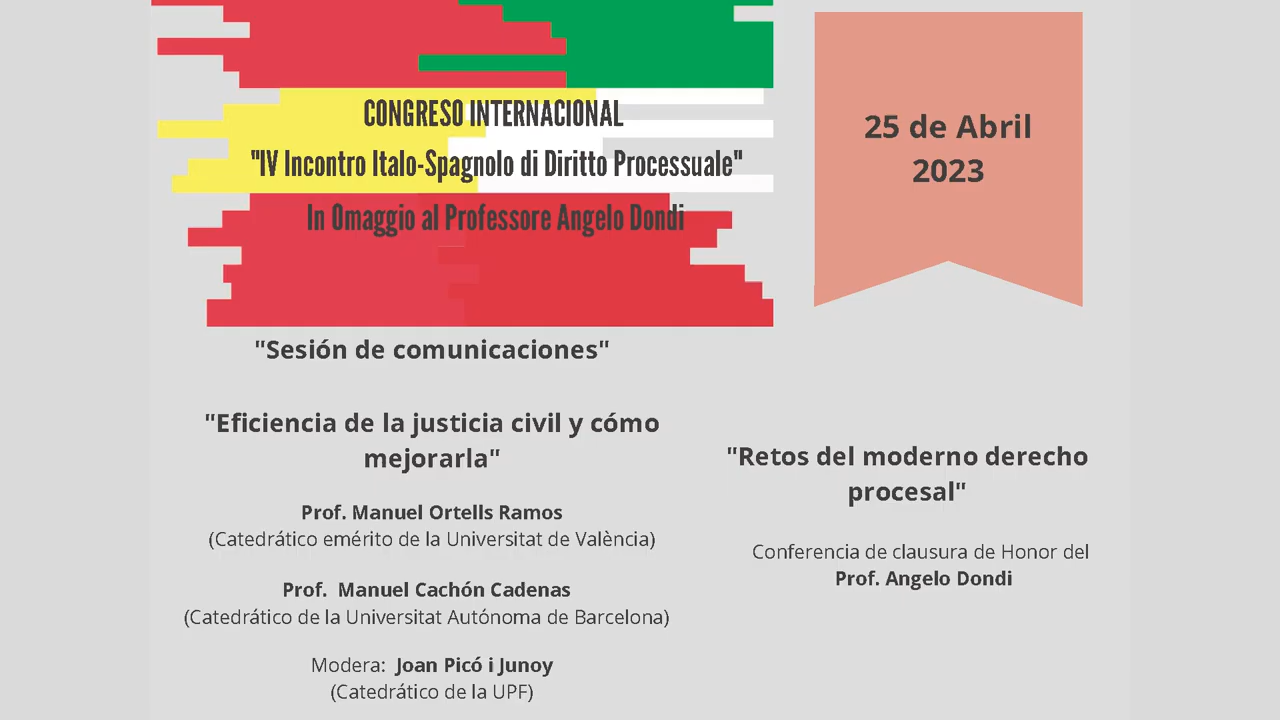 CONGRESO INTERNACIONAL
"IV Incontro Italo-Spagnolo di Diritto Processuale"
In Omaggio al Professore Angelo Dondi
25 de Abril
2023
"Sesión de comunicaciones"
"Eficiencia de la justicia civil y cómo
mejorarla"
Prof. Manuel Ortells Ramos
(Catedrático emérito de la Universitat de València)
Prof. Manuel Cachón Cadenas
(Catedrático de la Universitat Autónoma de Barcelona)
Modera: Joan Picó i Junoy
(Catedrático de la UPF)
"Retos del moderno derecho
procesal"
Conferencia de clausura de Honor del
Prof. Angelo Dondi